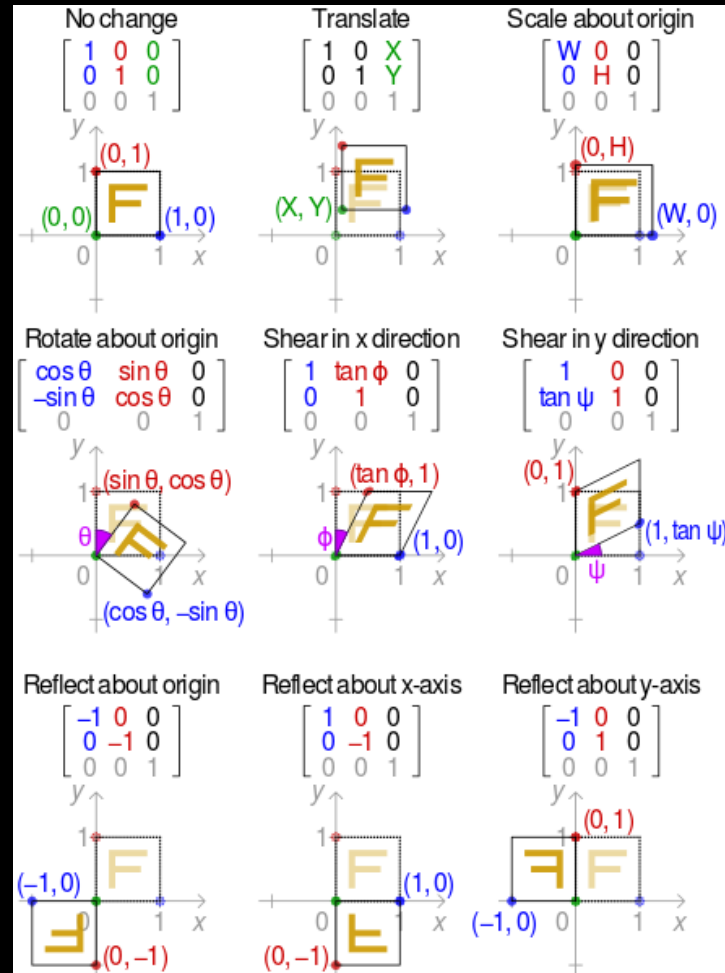 No change
Translate
Scale about origin
1 0 0
0 1 0
0 0 1
1 0 X
0 1 Y
0 0 1
W 0 0
0 H 0
0 0 1
y
(0, 1)
(0, 0)
(1, 0)
0
1
x
y
1
(X, Y)
0
1
x
y
1
(0, H)
(W, 0)
0
1
x
Rotate about origin
Shear in x direction
Shear in y direction
cos θ sin θ 0
−sin θ cos θ 0
0 0 1
1 tan ϕ 0
0 1 0
0 0 1
1 0 0
tan ψ 1 0
0 0 1
y
1
(sin θ, cos θ)
θ
0
1
x
(cos θ, −sin θ)
y
1
(tan ϕ, 1)
ϕ
(1, 0)
0
1
x
y
(0, 1)
(1, tan ψ)
0
ψ
1
x
Reflect about origin
Reflect about x-axis
Reflect about y-axis
−1 0 0
0 −1 0
0 0 1
1 0 0
0 −1 0
0 0 1
−1 0 0
0 1 0
0 0 1
y
1
(−1, 0)
0
1
x
(0, −1)
y
1
(1, 0)
0
1
x
(0, −1)
y
1
(0, 1)
(−1, 0)
0
1
x